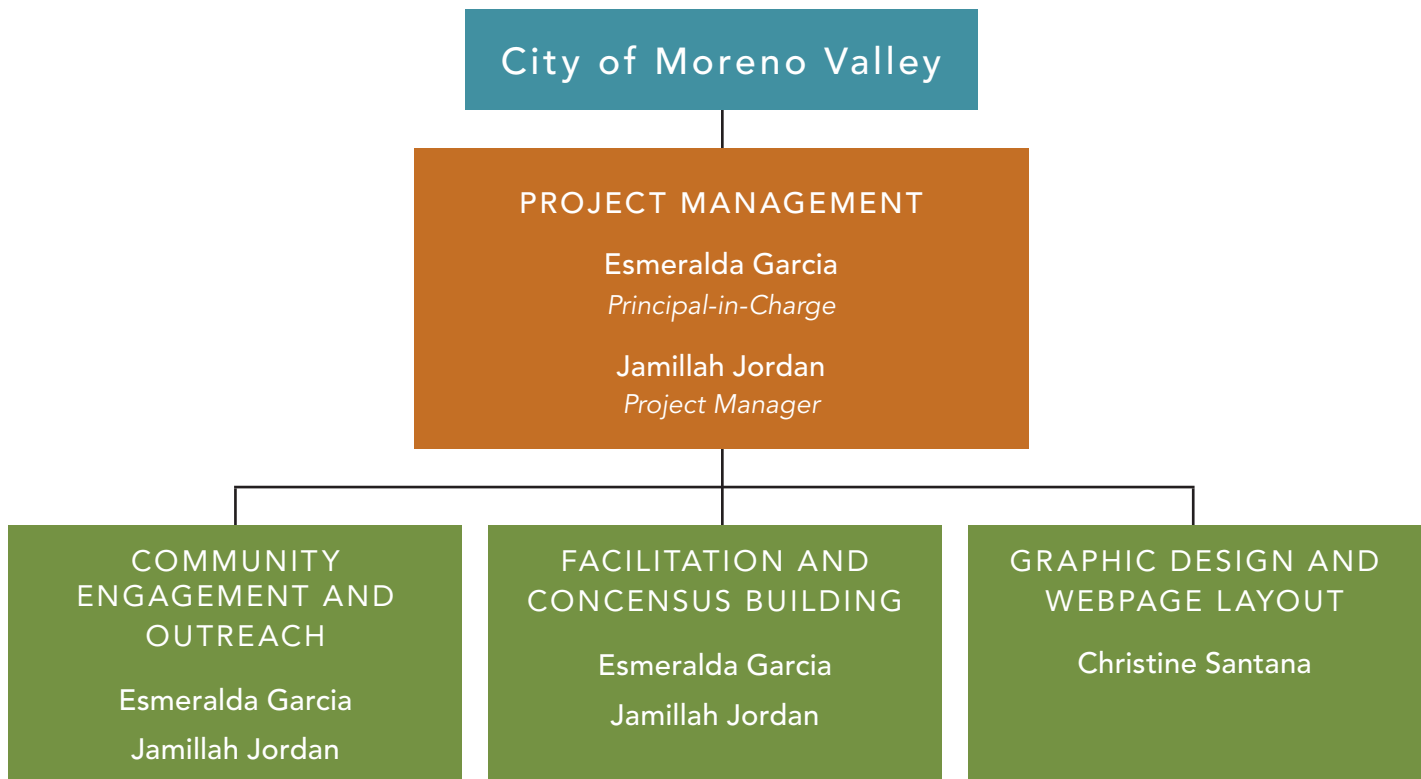 City of Moreno Valley
PROJECT MANAGEMENT
Esmeralda Garcia
Principal-in-Charge
Jamillah Jordan
Project Manager
COMMUNITY
ENGAGEMENT AND
OUTREACH
Esmeralda Garcia
Jamillah Jordan
FACILITATION AND
CONCENSUS BUILDING
Esmeralda Garcia
Jamillah Jordan
GRAPHIC DESIGN AND
WEBPAGE LAYOUT
Christine Santana